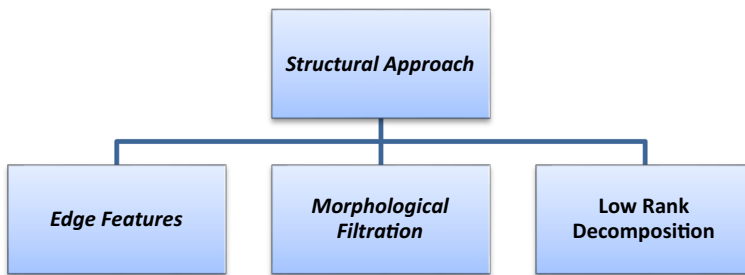 Structural Approach
Edge Features
Morphological
Filtration
Low Rank
Decomposition